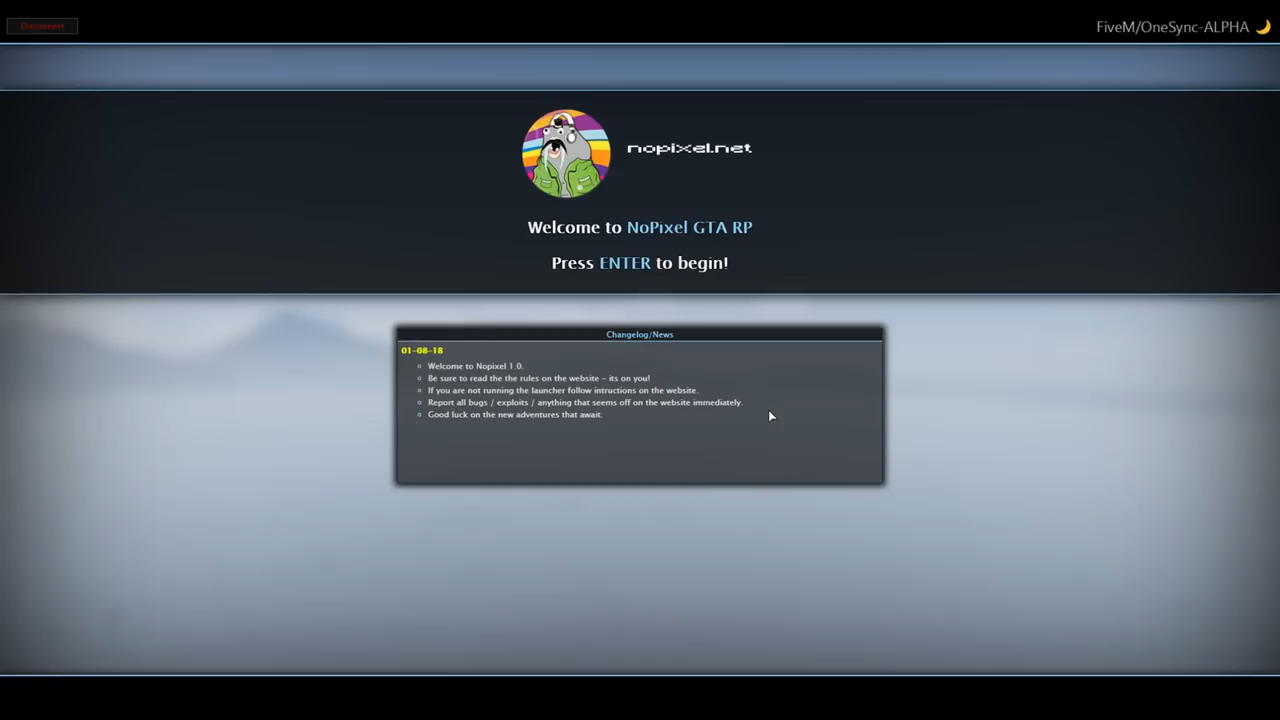 Disconnect
FiveM/OneSync-ALPHA
nopixel.net
Welcome to NoPixel GTA RP
Press ENTER to begin!
Changelog/News
01-08-18
Welcome to Nopixel 1.0.
Be sure to read the the rules on the website - its on you!
If you are not running the launcher follow intructions on the website.
Report all bugs / exploits / anything that seems off on the website immediately.
Good luck on the new adventures that await.